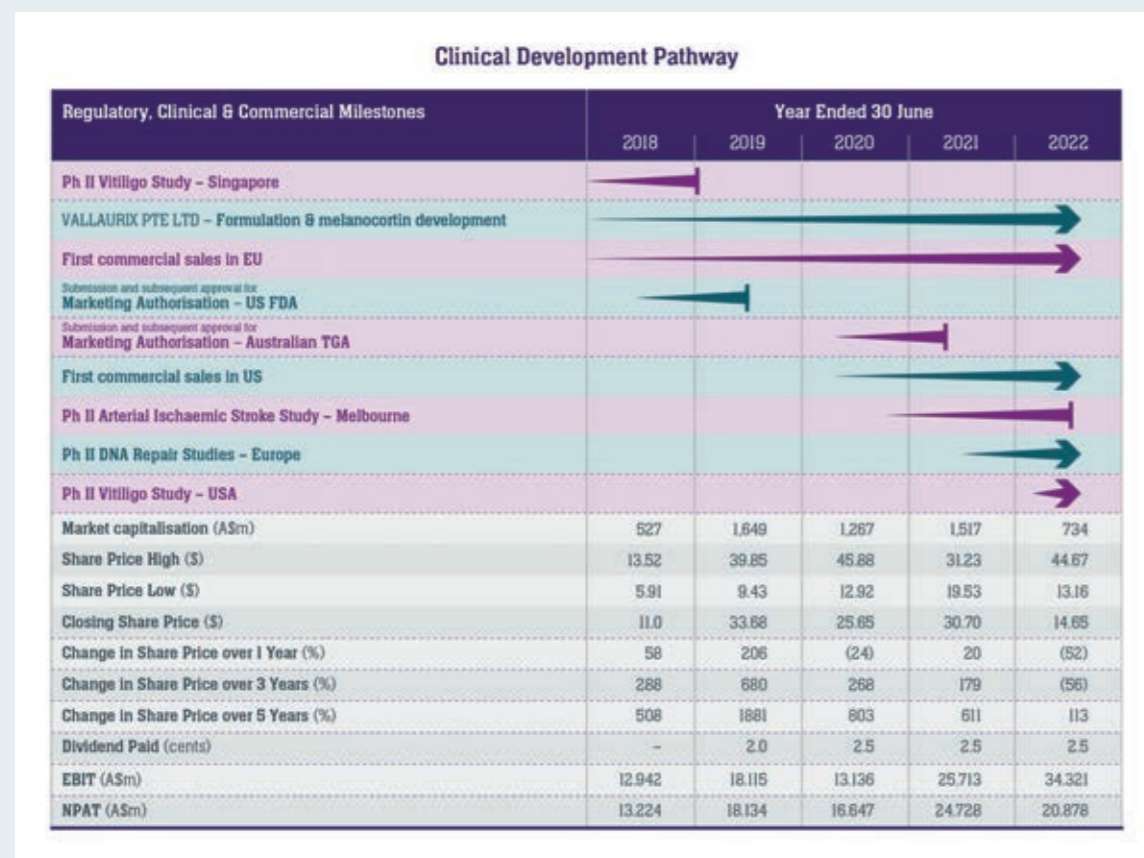 Clinical Development Pathway
Regulatory, Clinical & Commercial Milestones Year Ended 30 June
2018 2019 2020 2021 2022
Ph II Vitiligo Study – Singapore
VALLAURIX PTE LTD – Formulation & melanocortin development
First commercial sales in EU
Submission and subsequent approval for
Marketing Authorisation – US FDA
Submission and subsequent approval for
Marketing Authorisation – Australian TGA
First commercial sales in US
Ph II Arterial Ischaemic Stroke Study – Melbourne
Ph II DNA Repair Studies – Europe
Ph II Vitiligo Study – USA
Market capitalisation (A$m) 527 1,649 1,267 1,517 734
Share Price High ($) 13.52 39.85 45.88 31.23 44.67
Share Price Low ($) 5.91 9.43 12.92 19.53 13.16
Closing Share Price ($) 11.0 33.68 25.65 30.70 14.65
Change in Share Price over 1 Year (%) 58 206 (24) 20 (52)
Change in Share Price over 3 Years (%) 288 680 268 179 (56)
Change in Share Price over 5 Years (%) 508 1881 803 611 113
Dividend Paid (cents) – 2.0 2.5 2.5 2.5
EBIT (A$m) 12.942 18.115 13.136 25.713 34.321
NPAT (A$m) 13.224 18.134 16.647 24.728 20.878